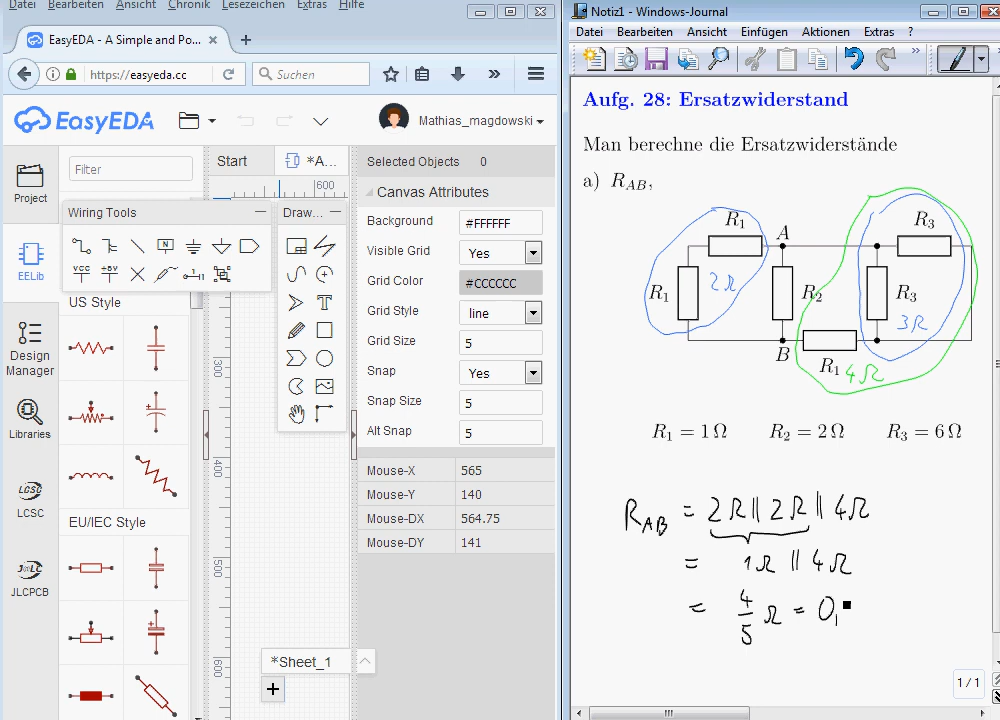 Datei Bearbeiten Ansicht Chronik Lesezeichen Extras Hilfe
EasyEDA - A Simple and Po...
https://easyeda.cc
Suchen
EasyEDA
Mathias_magdowski
Project
EELib
Design
Manager
Libraries
LCSC
LCSC
J@LC
JLCPCB
Filter
Wiring Tools
N
VCC
+5V
US Style
EU/IEC Style
Start
*A...
600
Draw...
T
300
400
500
600
*Sheet_1
Selected Objects 0
Canvas Attributes
Background #FFFFFF
Visible Grid Yes
Grid Color #CCCCCC
Grid Style line
Grid Size 5
Snap Yes
Snap Size 5
Alt Snap 5
Mouse-X 565
Mouse-Y 140
Mouse-DX 564.75
Mouse-DY 141
Notiz1 - Windows-Journal
Datei Bearbeiten Ansicht Einfügen Aktionen Extras ?
Aufg. 28: Ersatzwiderstand
Man berechne die Ersatzwiderstände
a) R_AB,
R₁ A R₃
R₁ 2Ω R₂ R₃
3Ω
B R₁ 4Ω
R₁ = 1 Ω R₂ = 2 Ω R₃ = 6 Ω
R_AB = 2Ω || 2Ω || 4Ω
= 1Ω || 4Ω
= 4/5 Ω = 0,
1 / 1